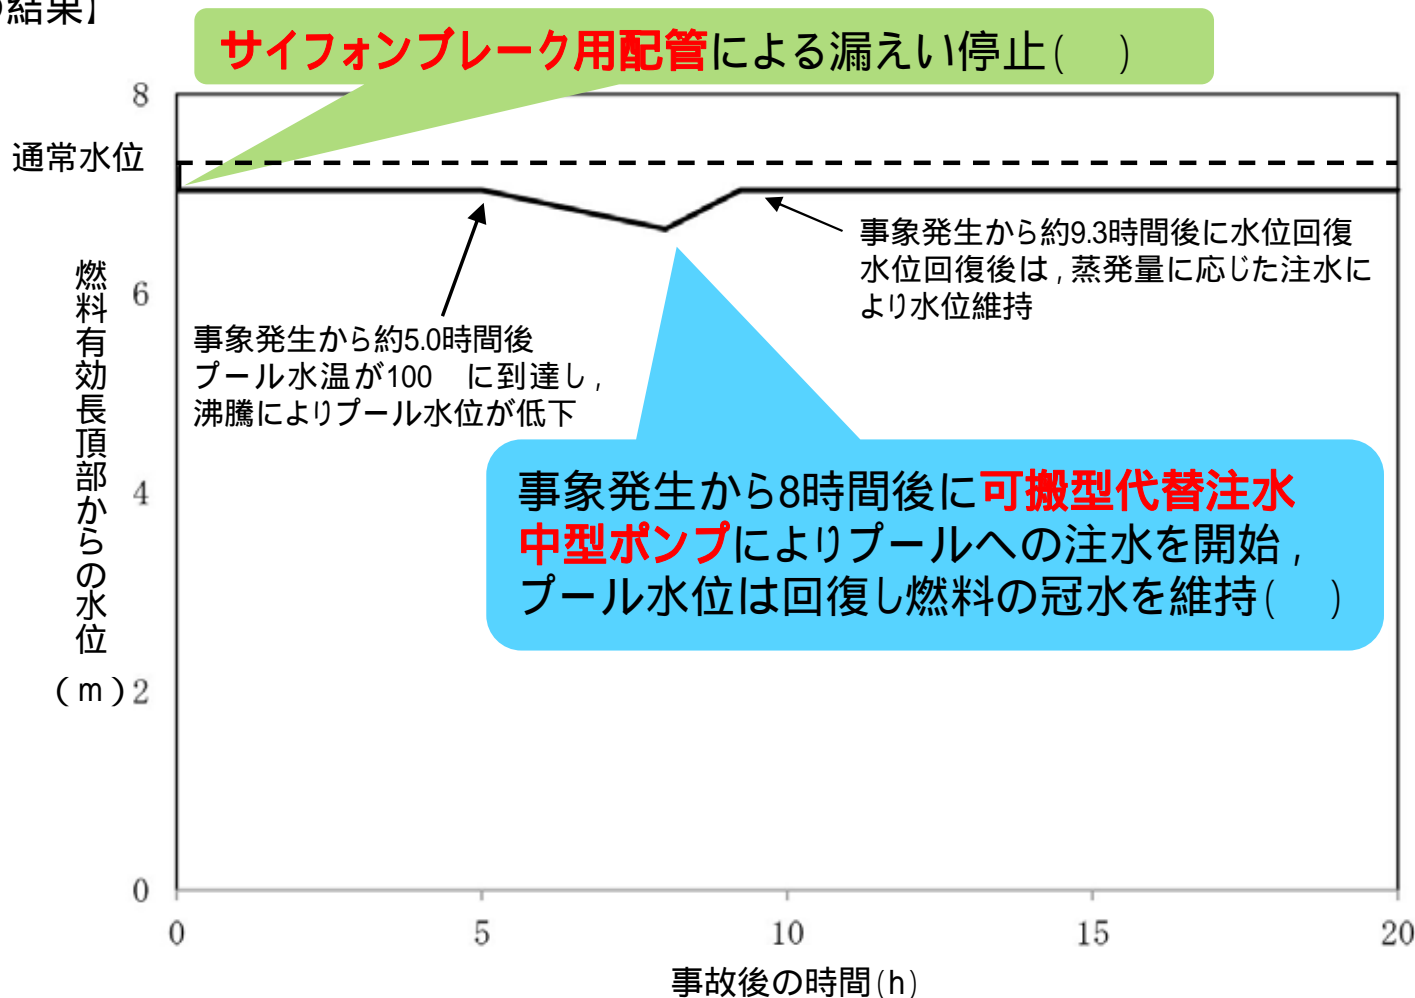 の結果】
サイフォンブレーク用配管による漏えい停止(　)
8
通常水位
6
4
2
0
燃料有効長頂部からの水位
(m)
事象発生から約9.3時間後に水位回復
水位回復後は,蒸発量に応じた注水に
より水位維持
事象発生から約5.0時間後
プール水温が100　に到達し,
沸騰によりプール水位が低下
事象発生から8時間後に可搬型代替注水
中型ポンプによりプールへの注水を開始,
プール水位は回復し燃料の冠水を維持(　)
0
5
10
15
20
事故後の時間(h)